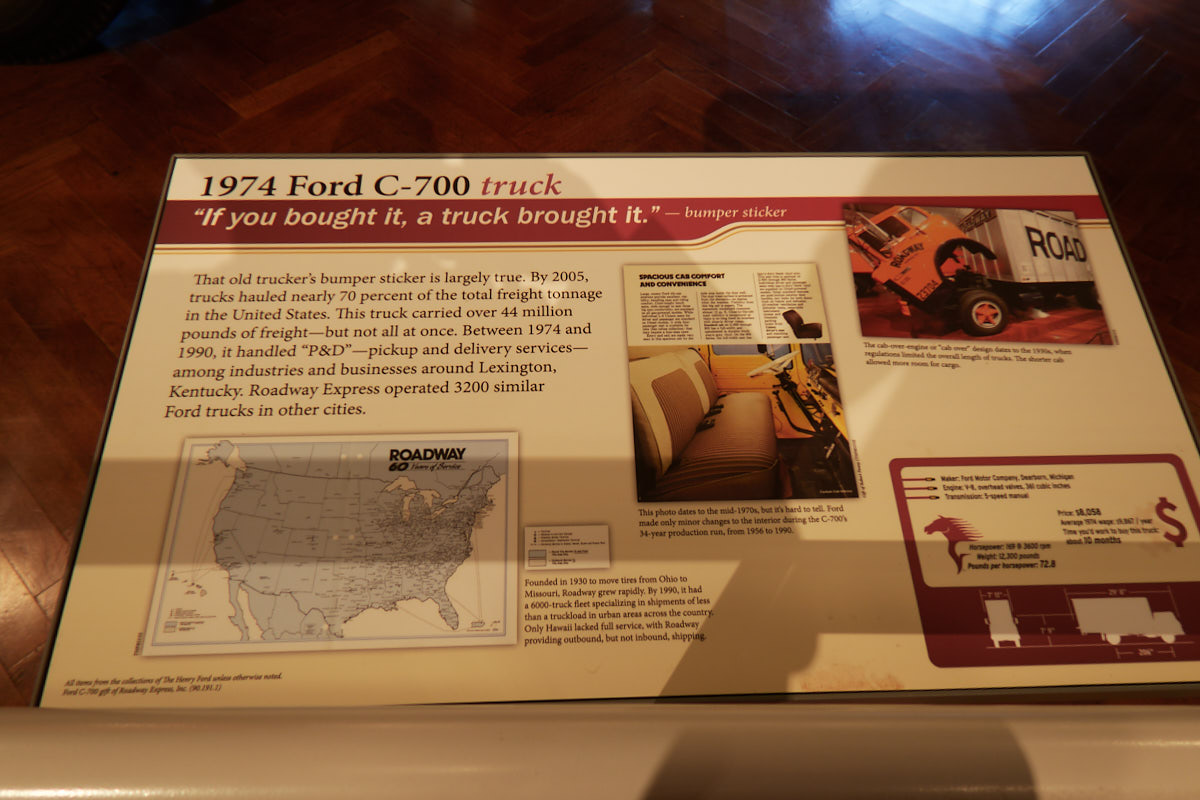 1974 Ford C-700 truck
“If you bought it, a truck brought it.” — bumper sticker
That old trucker's bumper sticker is largely true. By 2005,
trucks hauled nearly 70 percent of the total freight tonnage
in the United States. This truck carried over 44 million
pounds of freight—but not all at once. Between 1974 and
1990, it handled “P&D”—pickup and delivery services—
among industries and businesses around Lexington,
Kentucky. Roadway Express operated 3200 similar
Ford trucks in other cities.
SPACIOUS CAB COMFORT
AND CONVENIENCE
This photo dates to the mid-1970s, but it's hard to tell. Ford
made only minor changes to the interior during the C-700's
34-year production run, from 1956 to 1990.
ROADWAY
ROAD
The cab-over-engine or "cab over" design dates to the 1930s, when
regulations limited the overall length of trucks. The shorter cab
allowed more room for cargo.
ROADWAY
60 Years of Service
Founded in 1930 to move tires from Ohio to
Missouri, Roadway grew rapidly. By 1990, it had
a 6000-truck fleet specializing in shipments of less
than a truckload in urban areas across the country.
Only Hawaii lacked full service, with Roadway
providing outbound, but not inbound, shipping.
Maker: Ford Motor Company, Dearborn, Michigan
Engine: V-8, overhead valves, 361 cubic inches
Transmission: 5-speed manual
Horsepower: 169 @ 3600 rpm
Weight: 12,300 pounds
Pounds per horsepower: 72.8
Price: $8,058
Average 1974 wage: $9,867 / year
Time you'd work to buy this truck:
about 10 months
$
All items from the collections of The Henry Ford unless otherwise noted.
Ford C-700 gift of Roadway Express, Inc. (90.191.1)